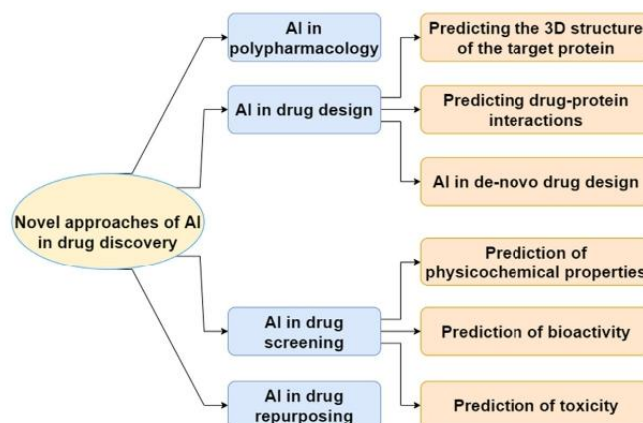 Novel approaches of AI
in drug discovery
AI in
polypharmacology
AI in drug design
Predicting the 3D structure
of the target protein
Predicting drug-protein
interactions
AI in de-novo drug design
AI in drug
screening
Prediction of
physicochemical properties
Prediction of bioactivity
Prediction of toxicity
AI in drug
repurposing